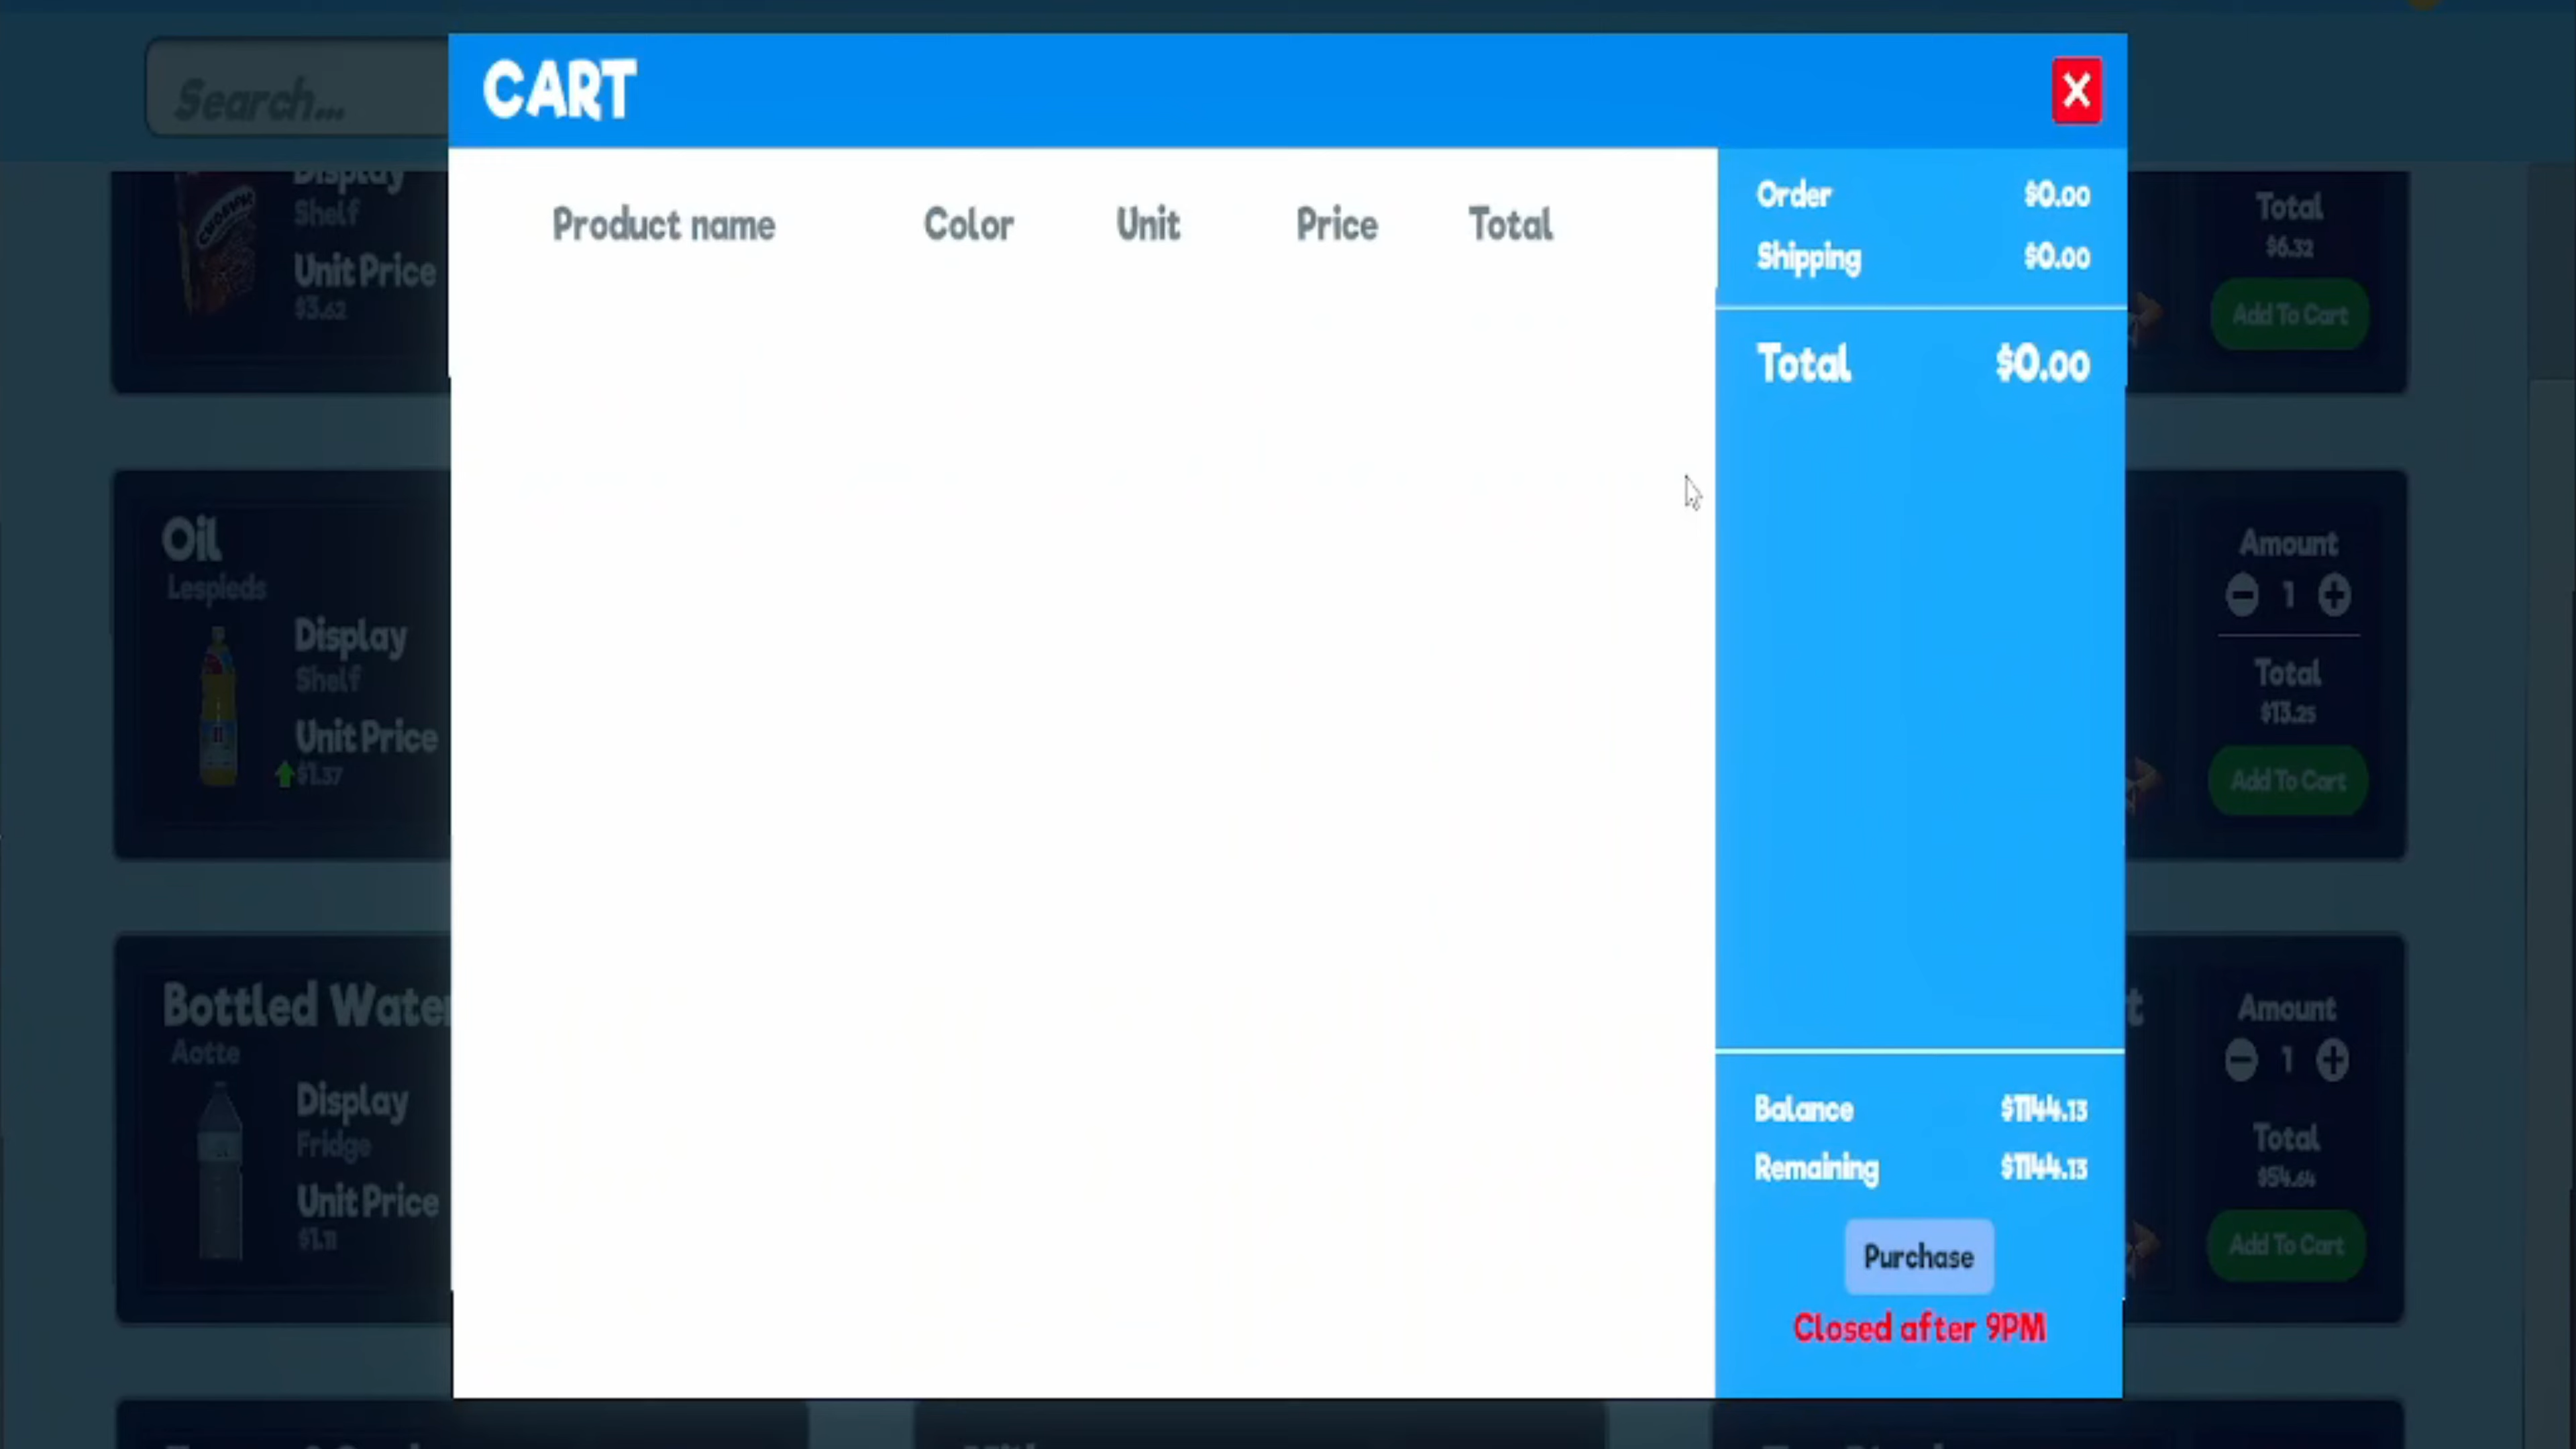 Search...
CART
Product name Color Unit Price Total
Order $0.00
Shipping $0.00
Total $0.00
Balance $1144.13
Remaining $1144.13
Purchase
Closed after 9PM
Display
Shelf
Unit Price
$3.62
Total
$6.32
Add To Cart
Oil
Lespieds
Display
Shelf
Unit Price
$1.37
Amount
1
Total
$13.25
Add To Cart
Bottled Water
Aotte
Display
Fridge
Unit Price
$1.11
Amount
1
Total
$54.64
Add To Cart